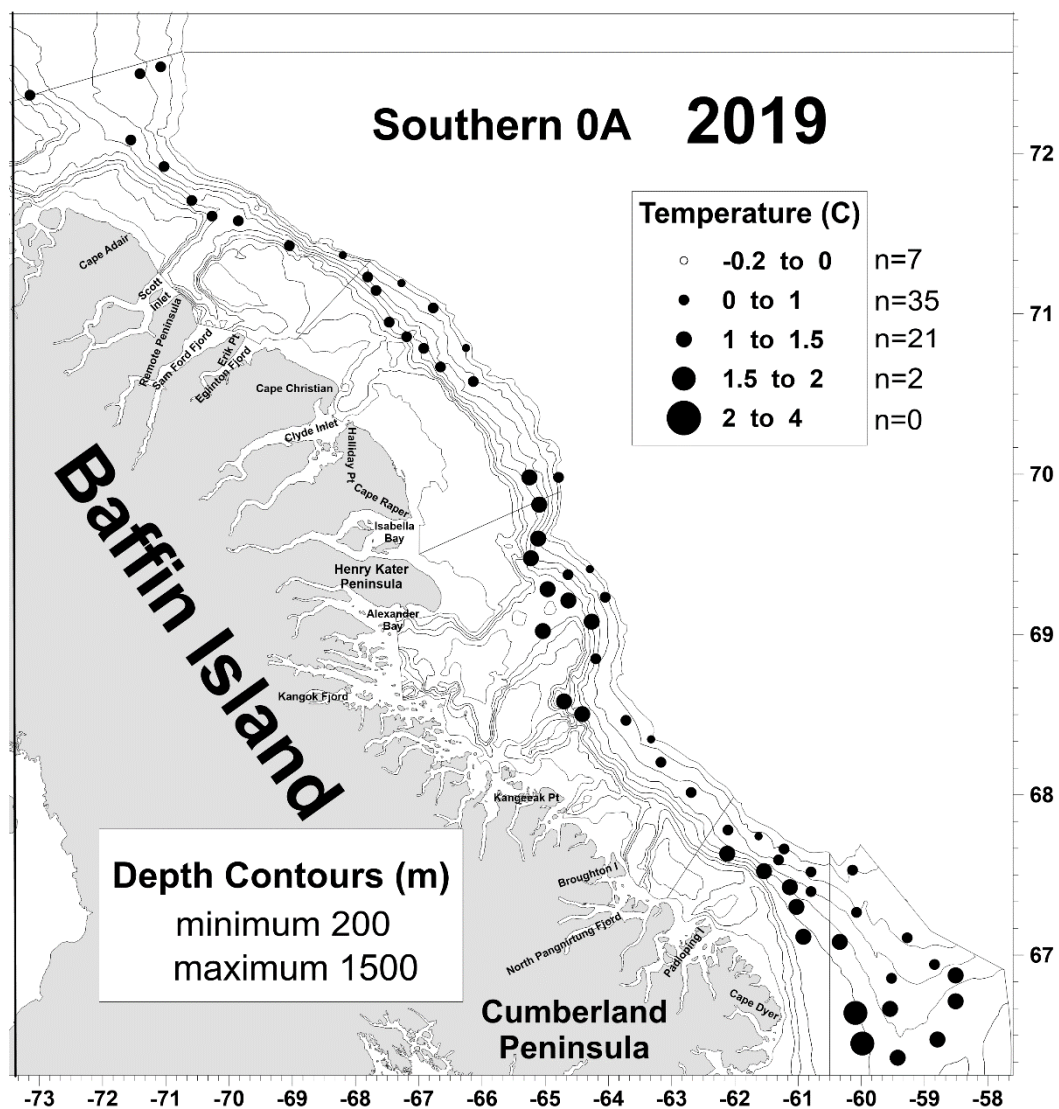 Southern 0A 2019
72
Temperature (C)
-0.2 to 0 n=7
0 to 1 n=35
1 to 1.5 n=21
1.5 to 2 n=2
2 to 4 n=0
Cape Adair
Scott
Inlet
Remote Peninsula
Sam Ford Fjord
Erik Pt
Eglinton Fjord
71
Cape Christian
Clyde Inlet
Halliday Pt
70
Cape Raper
Isabella
Bay
Henry Kater
Peninsula
Alexander
Bay
69
Kangok Fjord
Baffin Island
68
Kangeeak Pt
Depth Contours (m)
minimum 200
maximum 1500
Broughton I
North Pangnirtung Fjord
Padloping I
67
Cape Dyer
Cumberland
Peninsula
-73 -72 -71 -70 -69 -68 -67 -66 -65 -64 -63 -62 -61 -60 -59 -58